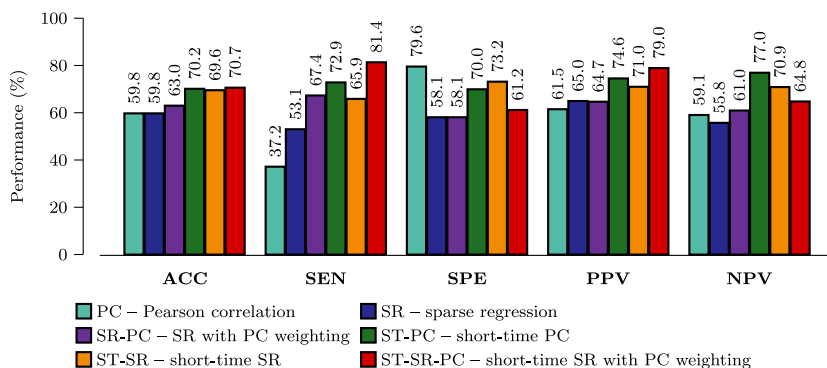 Performance (%)
100
80
60
40
20
0
59.8 59.8 63.0 70.2 69.6 70.7
37.2 53.1 67.4 72.9 65.9 81.4
79.6 58.1 58.1 70.0 73.2 61.2
61.5 65.0 64.7 74.6 71.0 79.0
59.1 55.8 61.0 77.0 70.9 64.8
ACC SEN SPE PPV NPV
PC – Pearson correlation SR – sparse regression
SR-PC – SR with PC weighting ST-PC – short-time PC
ST-SR – short-time SR ST-SR-PC – short-time SR with PC weighting